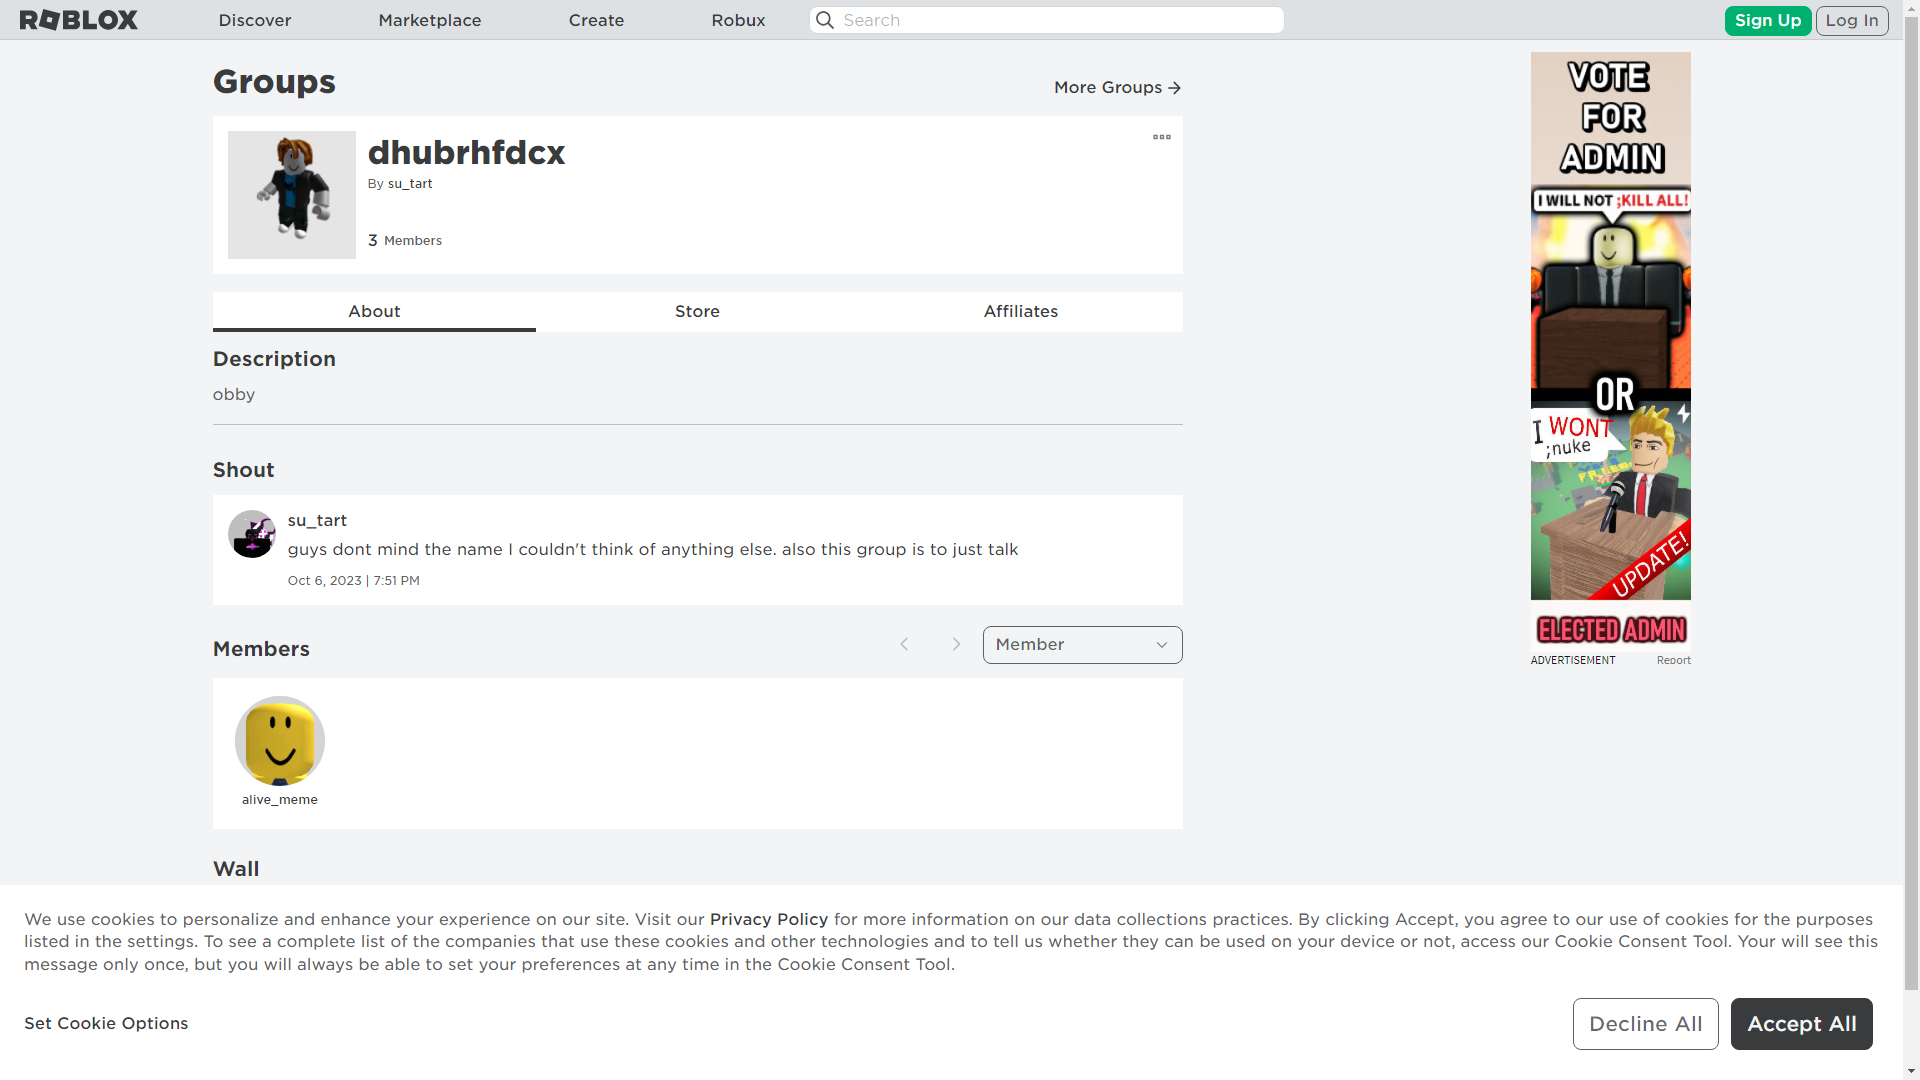 ROBLOX Discover Marketplace Create Robux Search Sign Up Log In
Groups
More Groups
dhubrhfdcx
By su_tart
3 Members
About Store Affiliates
Description
obby
Shout
su_tart
guys dont mind the name I couldn't think of anything else. also this group is to just talk
Oct 6, 2023 | 7:51 PM
Members
Member
alive_meme
Wall
VOTE
FOR
ADMIN
I WILL NOT ;KILL ALL!
OR
I WONT
;nuke
UPDATE!
ELECTED ADMIN
ADVERTISEMENT Report
We use cookies to personalize and enhance your experience on our site. Visit our Privacy Policy for more information on our data collections practices. By clicking Accept, you agree to our use of cookies for the purposes
listed in the settings. To see a complete list of the companies that use these cookies and other technologies and to tell us whether they can be used on your device or not, access our Cookie Consent Tool. Your will see this
message only once, but you will always be able to set your preferences at any time in the Cookie Consent Tool.
Set Cookie Options
Decline All
Accept All